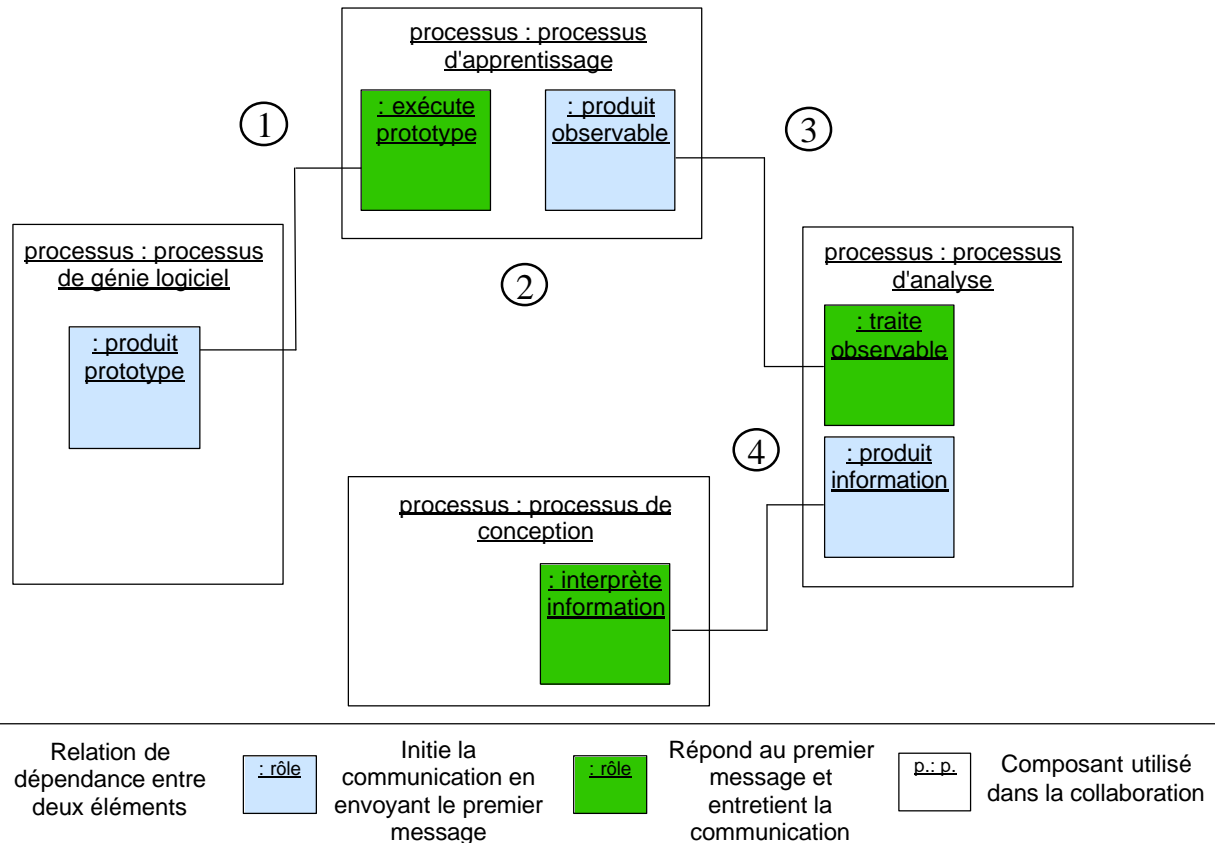 processus : processus
d'apprentissage
: exécute
prototype
: produit
observable
1
3
processus : processus
de génie logiciel
: produit
prototype
2
processus : processus
d'analyse
: traite
observable
: produit
information
4
processus : processus de
conception
: interprète
information
Relation de
dépendance entre
deux éléments
: rôle
Initie la
communication en
envoyant le premier
message
: rôle
Répond au premier
message et
entretient la
communication
p.: p.
Composant utilisé
dans la collaboration